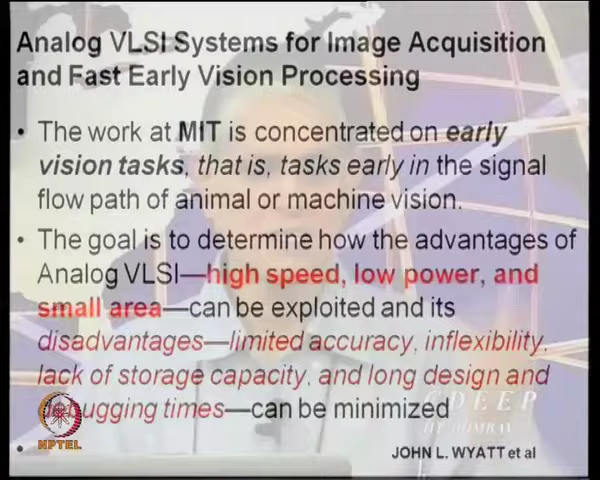 Analog VLSI Systems for Image Acquisition
and Fast Early Vision Processing
• The work at MIT is concentrated on early
vision tasks, that is, tasks early in the signal
flow path of animal or machine vision.
• The goal is to determine how the advantages of
Analog VLSI—high speed, low power, and
small area—can be exploited and its
disadvantages—limited accuracy, inflexibility,
lack of storage capacity, and long design and
debugging times—can be minimized
CDEEP
IIT BOMBAY
NPTEL
JOHN L. WYATT et al